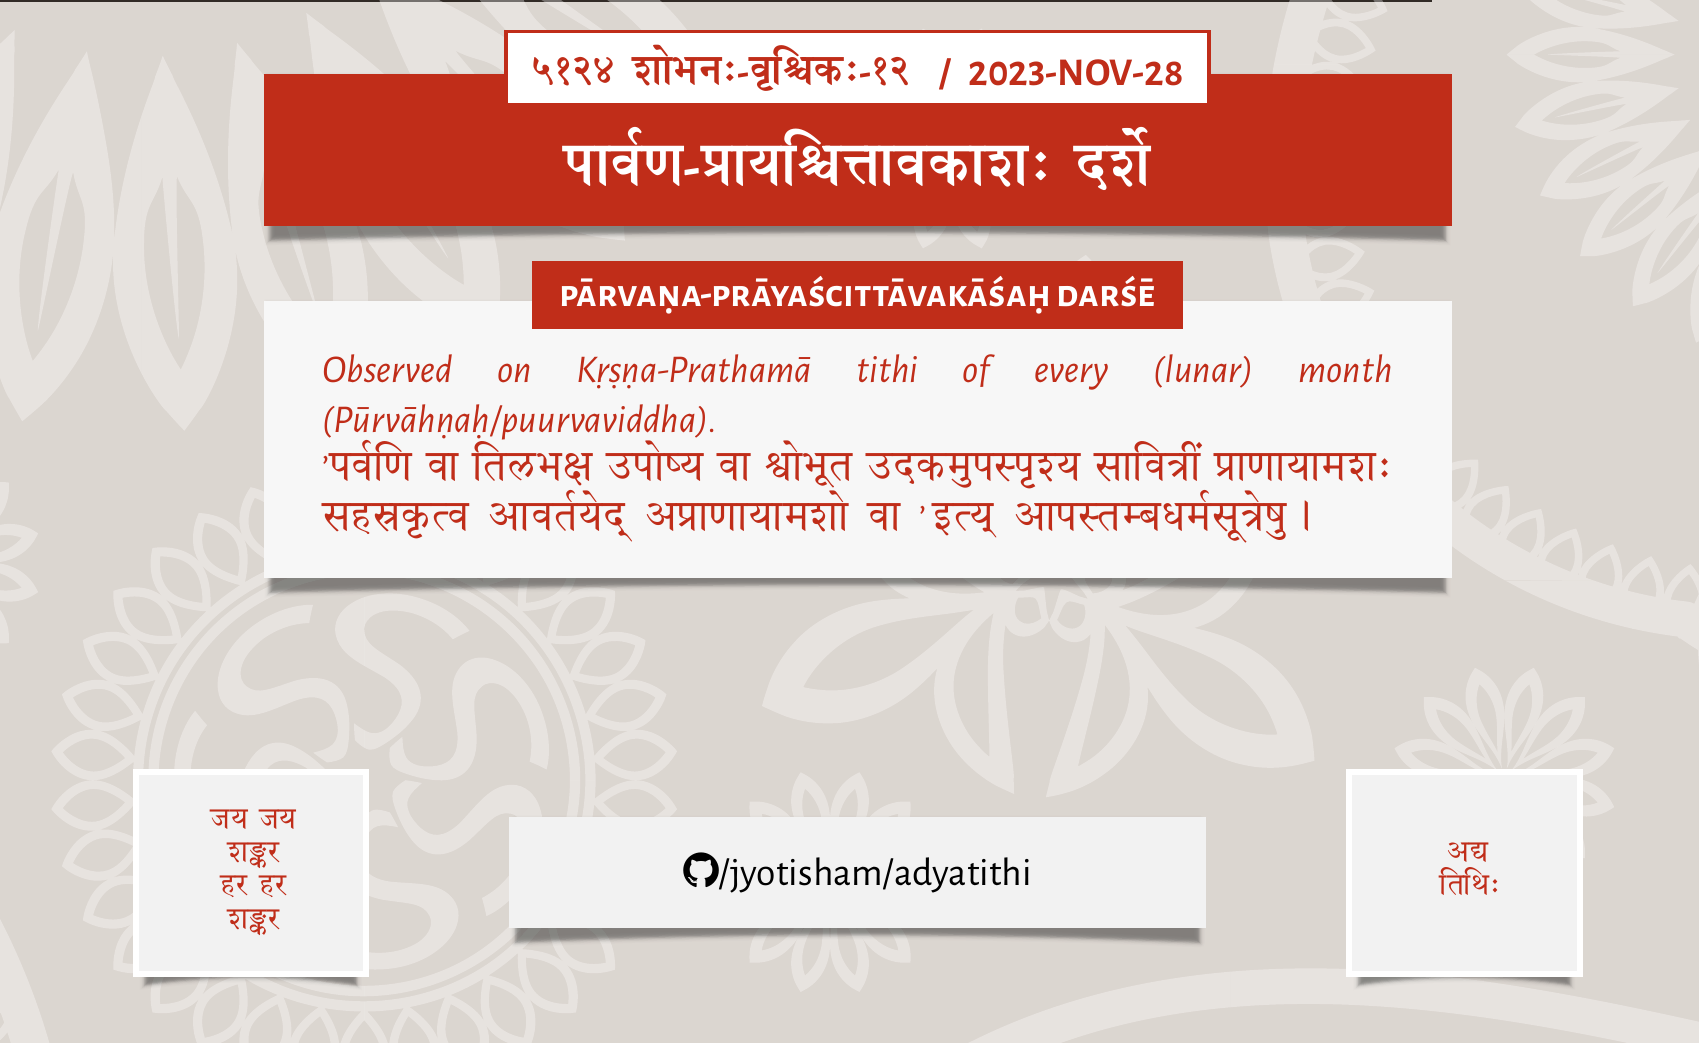 ५१२४ शोभनः-वृश्चिकः-१२ / 2023-NOV-28
पार्वण-प्रायश्चित्तावकाशः दर्शे
PĀRVAṆA-PRĀYAŚCITTĀVAKĀŚAḤ DARŚĒ
Observed on Kṛṣṇa-Prathamā tithi of every (lunar) month
(Pūrvāhṇaḥ/puurvaviddha).
'पर्वणि वा तिलभक्ष उपोष्य वा श्वोभूत उदकमुपस्पृश्य सावित्रीं प्राणायामशः
सहस्रकृत्व आवर्तयेद् अप्राणायामशो वा ' इत्य् आपस्तम्बधर्मसूत्रेषु।
जय जय
शङ्कर
हर हर
शङ्कर
/jyotisham/adyatithi
अद्य
तिथिः